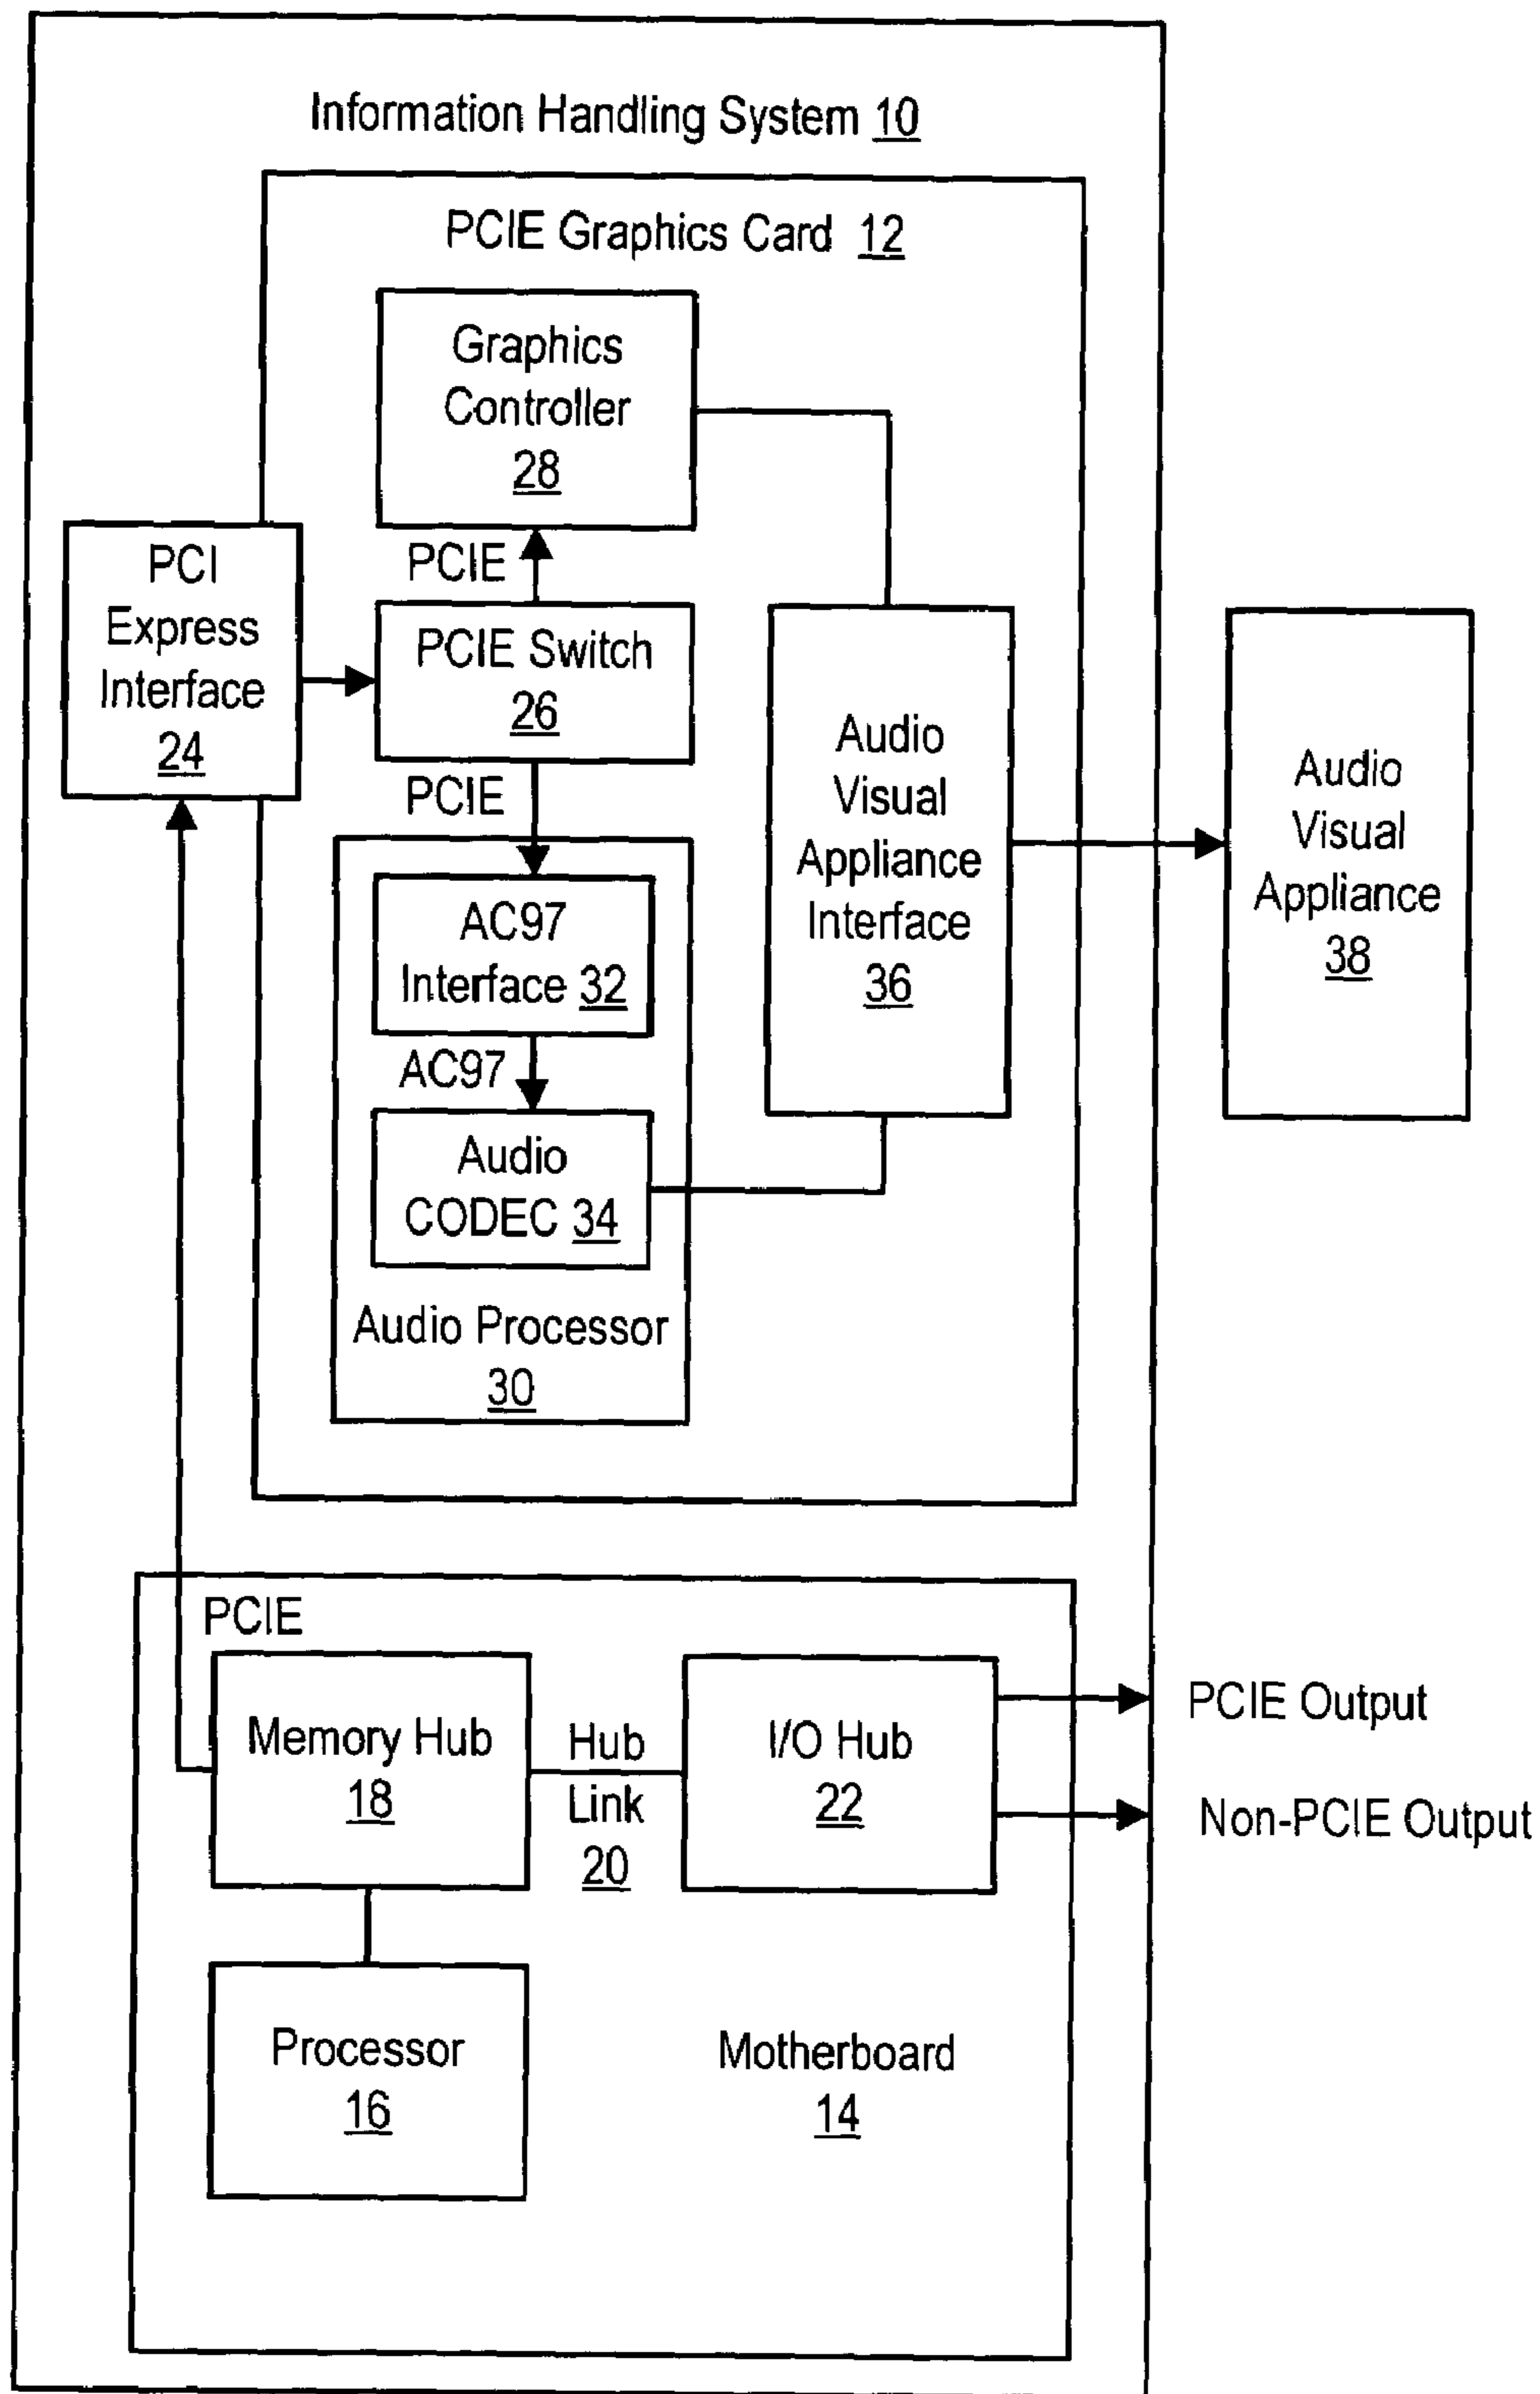 Information Handling System 10
PCIE Graphics Card 12
Graphics
Controller
28
PCIE
PCI
Express
Interface
24
PCIE Switch
26
PCIE
AC97
Interface 32
AC97
Audio
CODEC 34
Audio Processor
30
Audio
Visual
Appliance
Interface
36
Audio
Visual
Appliance
38
PCIE
Memory Hub
18
Hub
Link
20
I/O Hub
22
PCIE Output
Non-PCIE Output
Processor
16
Motherboard
14